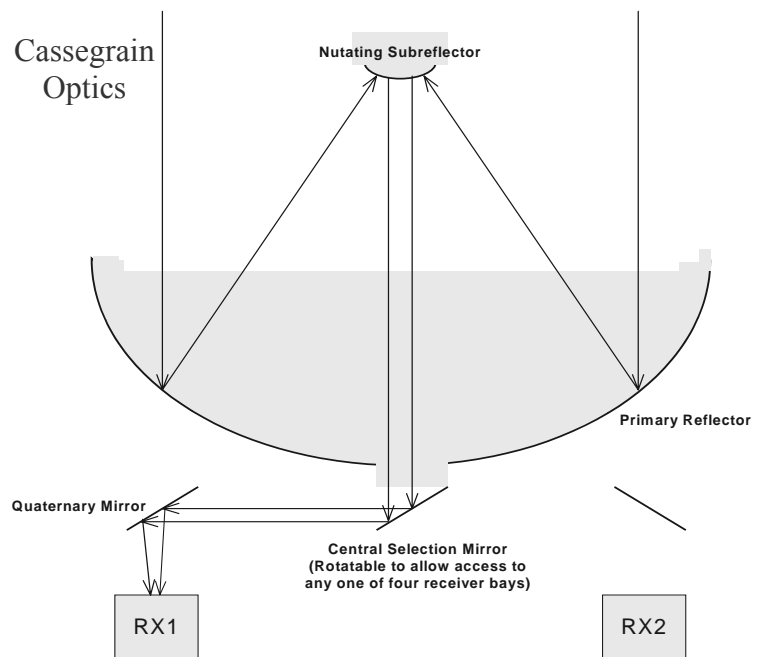 Cassegrain
Optics
Nutating Subreflector
Primary Reflector
Quaternary Mirror
Central Selection Mirror
(Rotatable to allow access to
any one of four receiver bays)
RX1
RX2